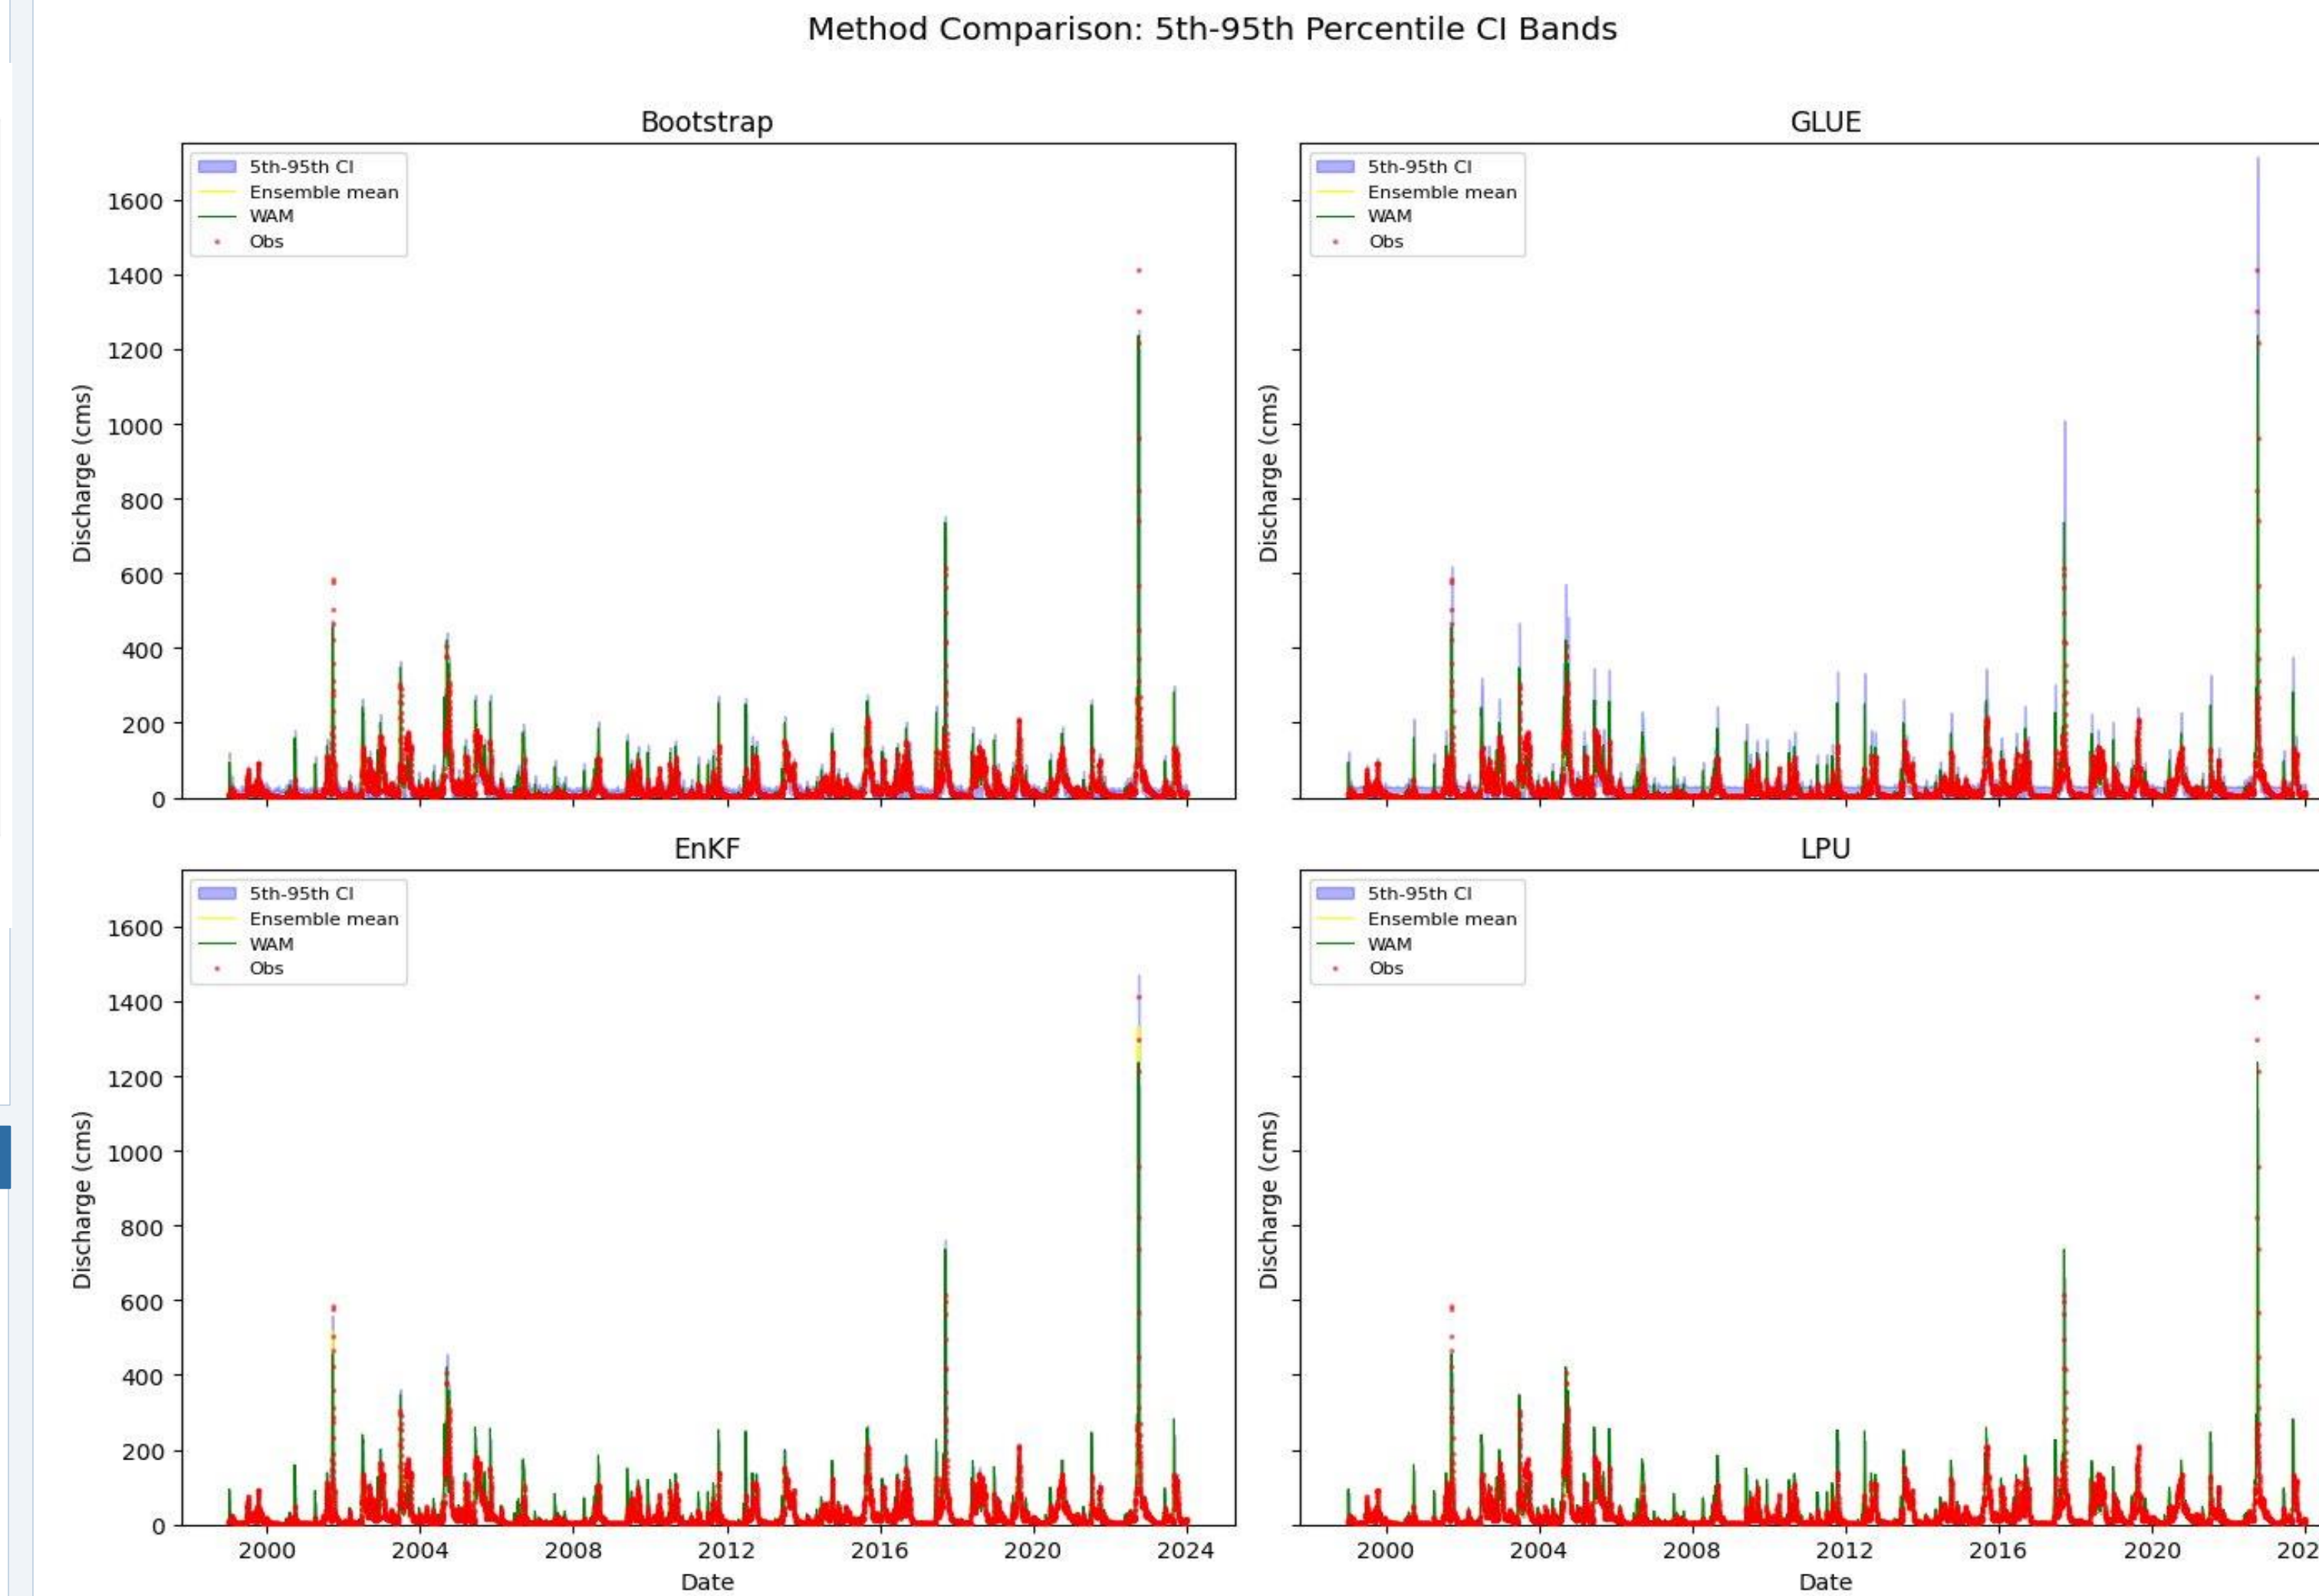 Method Comparison: 5th-95th Percentile CI Bands
Bootstrap
5th-95th CI
Ensemble mean
WAM
Obs
1600
1400
1200
1000
800
600
400
200
0
Discharge (cms)
GLUE
5th-95th CI
Ensemble mean
WAM
Obs
Discharge (cms)
EnKF
5th-95th CI
Ensemble mean
WAM
Obs
1600
1400
1200
1000
800
600
400
200
0
Discharge (cms)
2000 2004 2008 2012 2016 2020 2024
Date
LPU
5th-95th CI
Ensemble mean
WAM
Obs
Discharge (cms)
2000 2004 2008 2012 2016 2020 202
Date